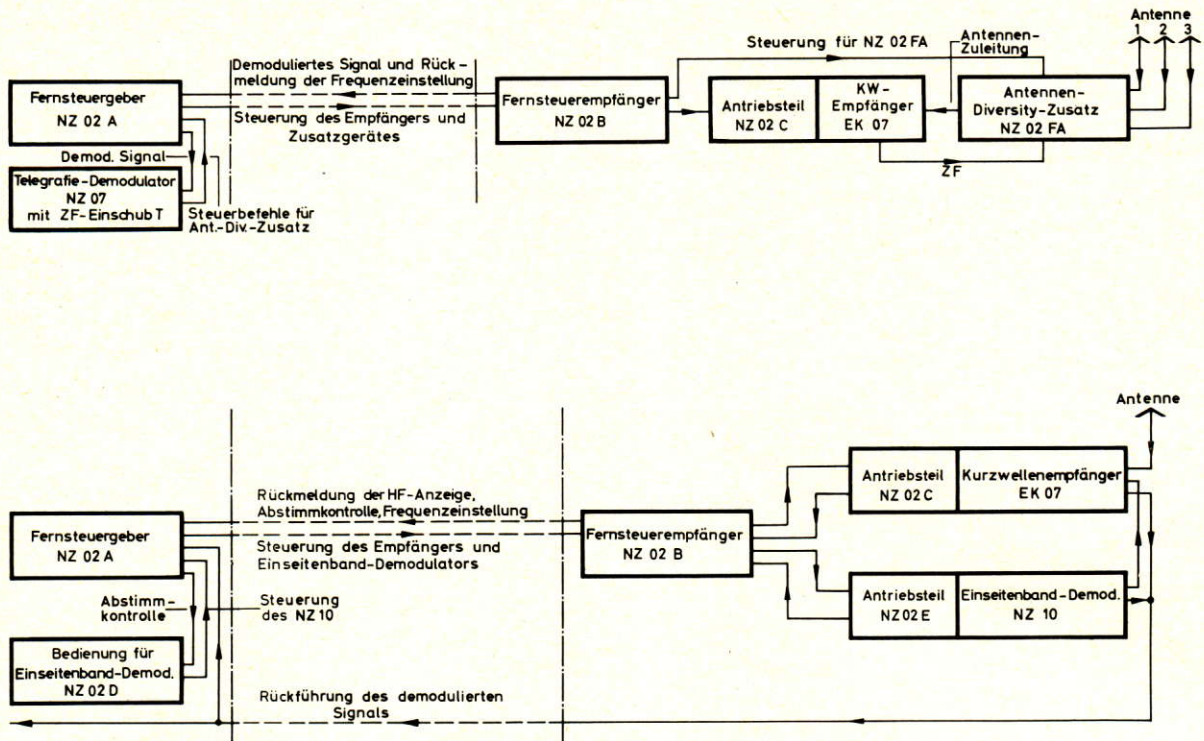 Antenne
1 2 3
Steuerung für NZ 02 FA
Antennen-
Zuleitung
Demoduliertes Signal und Rück-
meldung der Frequenzeinstellung
Fernsteuergeber
NZ 02 A
Steuerung des Empfängers und
Zusatzgerätes
Fernsteuerempfänger
NZ 02 B
Antriebsteil
NZ 02 C
KW-
Empfänger
EK 07
Antennen-
Diversity-Zusatz
NZ 02 FA
Demod. Signal
ZF
Telegrafie-Demodulator
NZ 07
mit ZF-Einschub T
Steuerbefehle für
Ant.-Div.-Zusatz
Antenne
Antriebsteil
NZ 02 C
Kurzwellenempfänger
EK 07
Rückmeldung der HF-Anzeige,
Abstimmkontrolle, Frequenzeinstellung
Fernsteuergeber
NZ 02 A
Steuerung des Empfängers und
Einseitenband-Demodulators
Fernsteuerempfänger
NZ 02 B
Abstimm-
kontrolle
Steuerung
des NZ 10
Antriebsteil
NZ 02 E
Einseitenband-Demod.
NZ 10
Bedienung für
Einseitenband-Demod.
NZ 02 D
Rückführung des demodulierten
Signals